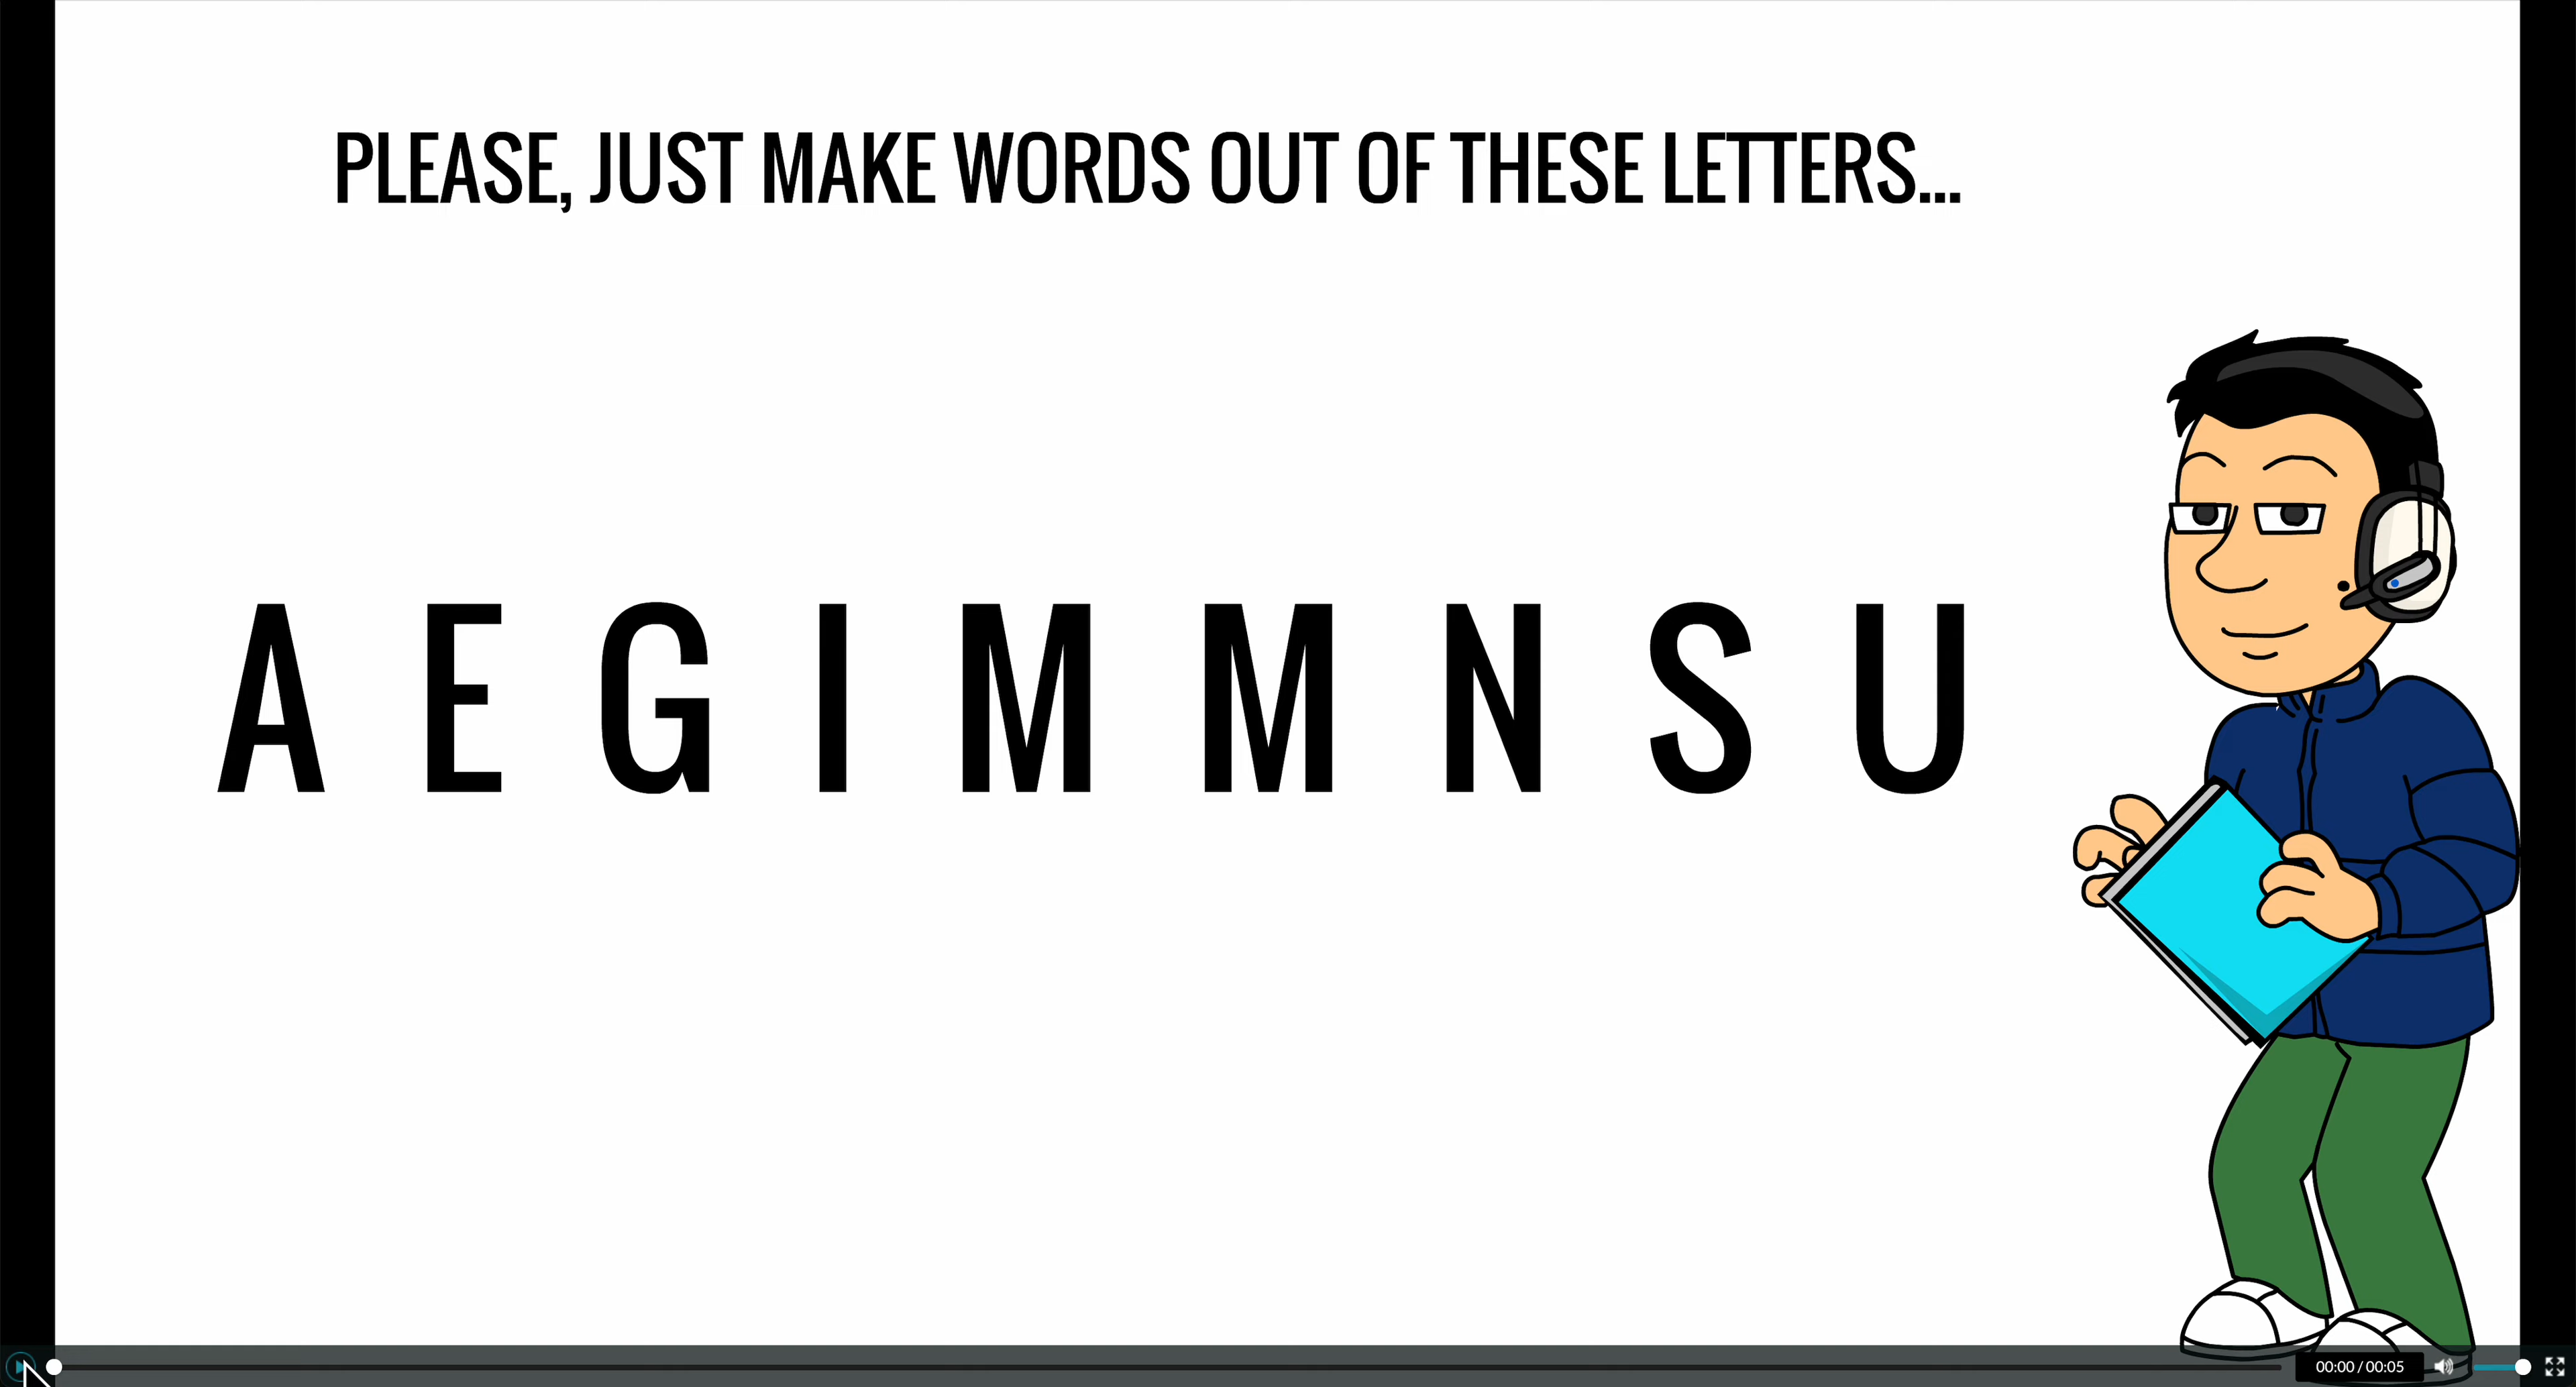 PLEASE, JUST MAKE WORDS OUT OF THESE LETTERS...
A E G I M M N S U
00:00 / 00:05